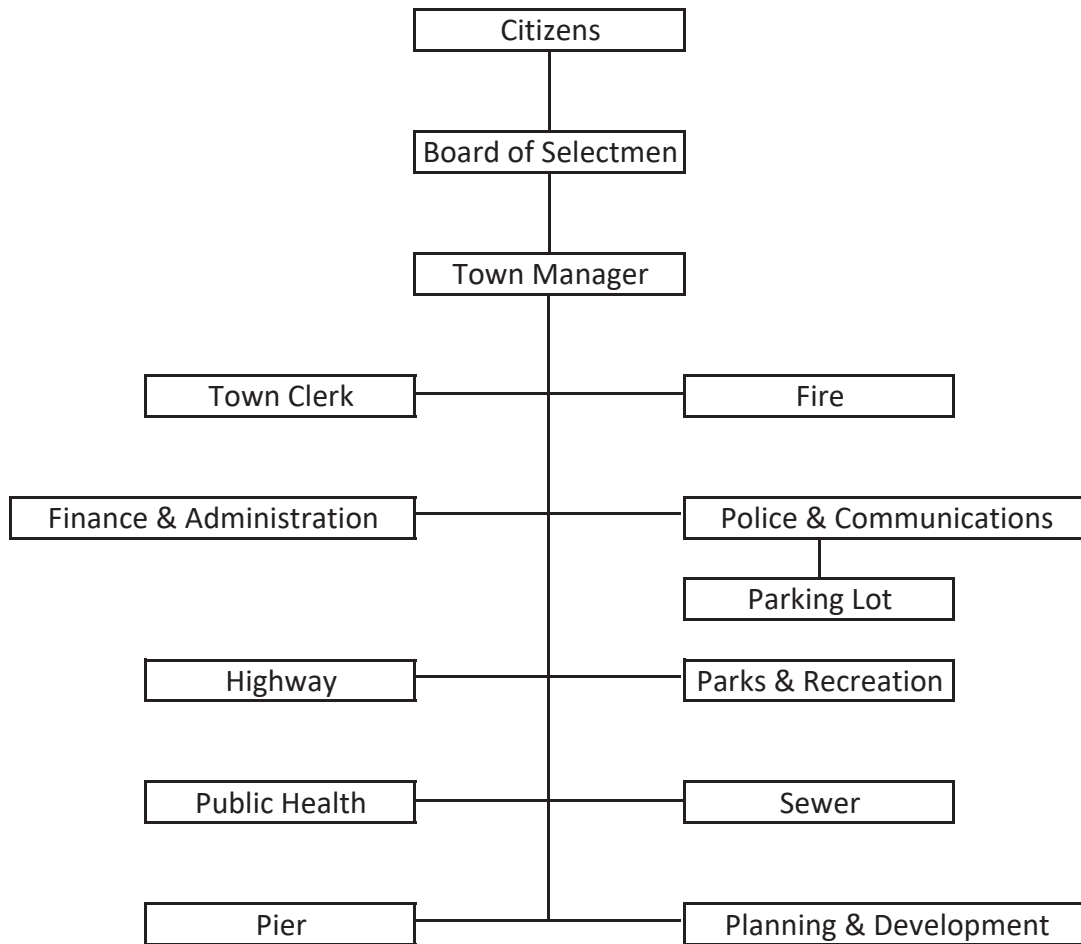 Citizens
Board of Selectmen
Town Manager
Town Clerk
Fire
Finance & Administration
Police & Communications
Parking Lot
Highway
Parks & Recreation
Public Health
Sewer
Pier
Planning & Development